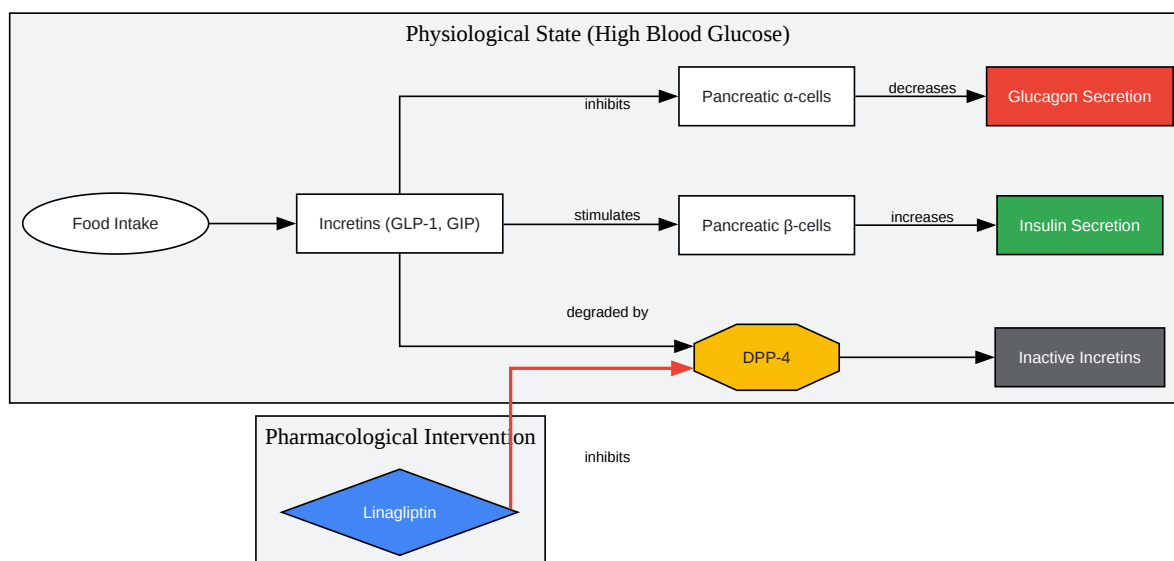 Physiological State (High Blood Glucose)
inhibits
Pancreatic α-cells
decreases
Glucagon Secretion
Food Intake
Incretins (GLP-1, GIP)
stimulates
Pancreatic β-cells
increases
Insulin Secretion
degraded by
DPP-4
Inactive Incretins
Pharmacological Intervention
inhibits
Linagliptin